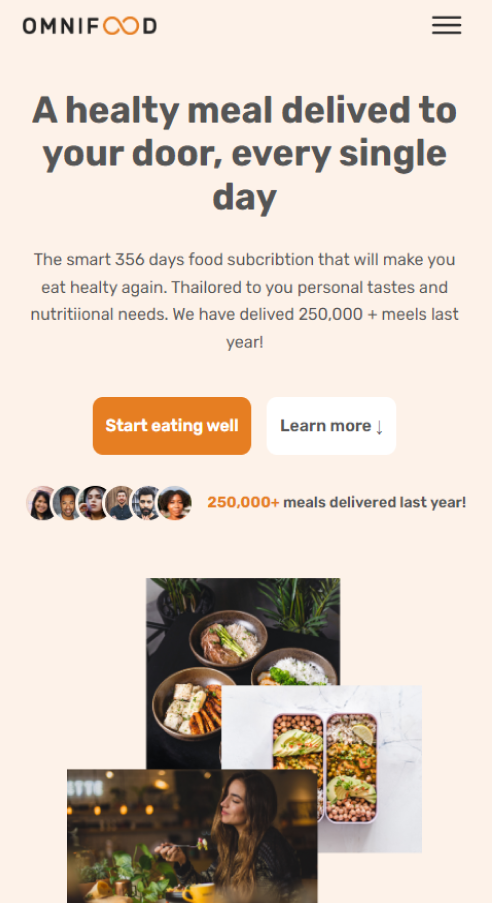 OMNIFOOD
A healty meal delived to
your door, every single
day
The smart 356 days food subcribtion that will make you
eat healty again. Thailored to you personal tastes and
nutritiional needs. We have delived 250,000 + meels last
year!
Start eating well
Learn more ↓
250,000+ meals delivered last year!